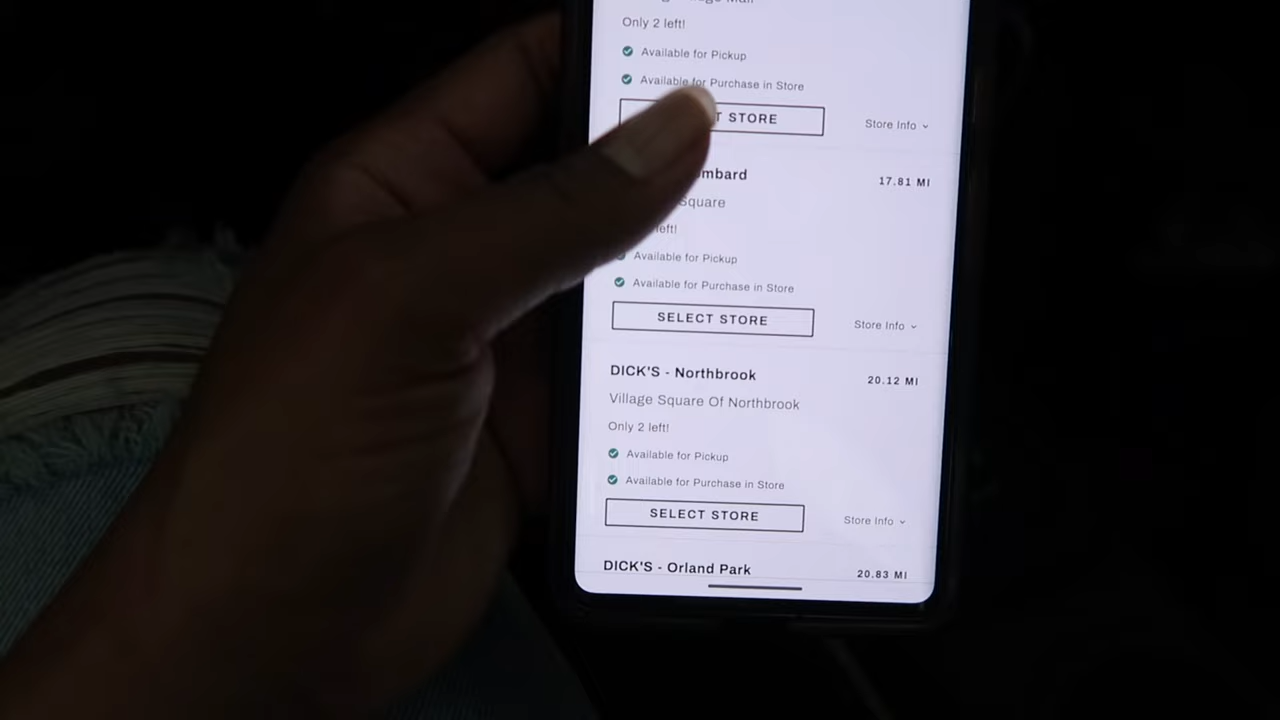 Only 2 left!
Available for Pickup
Available for Purchase in Store
STORE
Store Info
17.81 MI
Square
left!
Available for Pickup
Available for Purchase in Store
SELECT STORE
Store Info
DICK'S - Northbrook
20.12 MI
Village Square Of Northbrook
Only 2 left!
Available for Pickup
Available for Purchase in Store
SELECT STORE
Store Info
DICK'S - Orland Park
20.83 MI